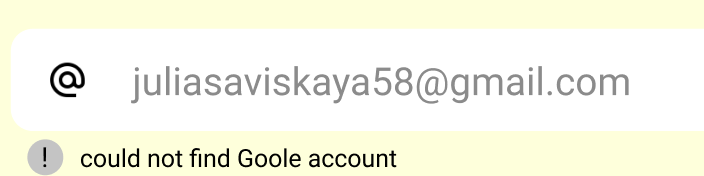 @ juliasaviskaya58@gmail.com
! could not find Goole account